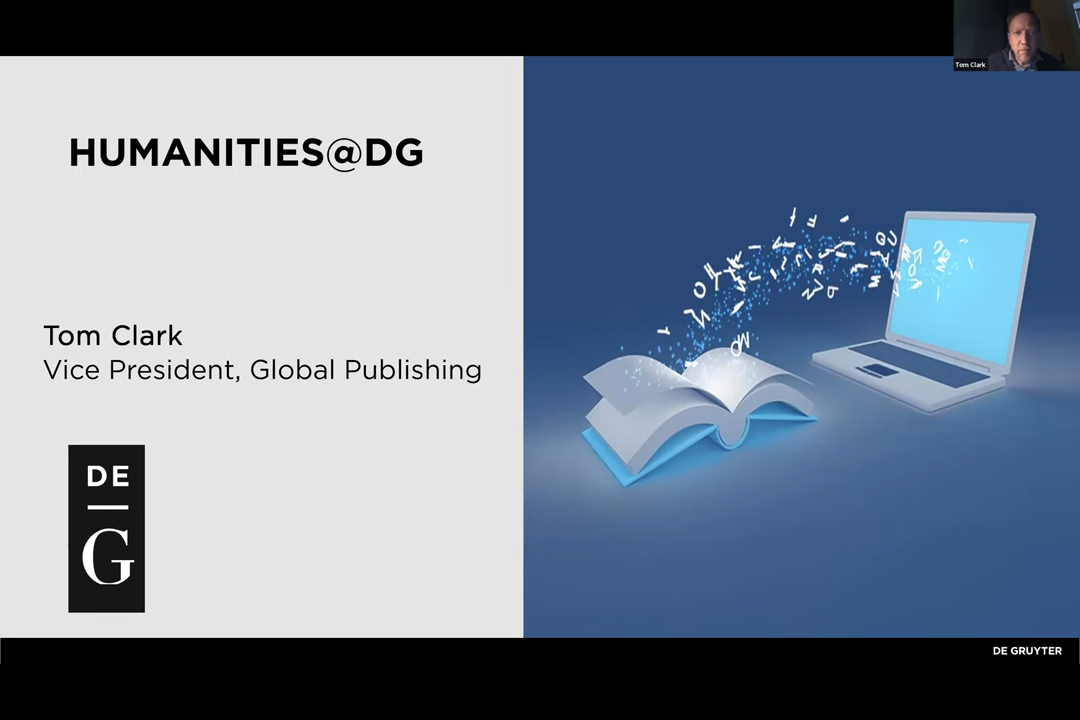 Tom Clark
HUMANITIES@DG
Tom Clark
Vice President, Global Publishing
DE
G
DE GRUYTER